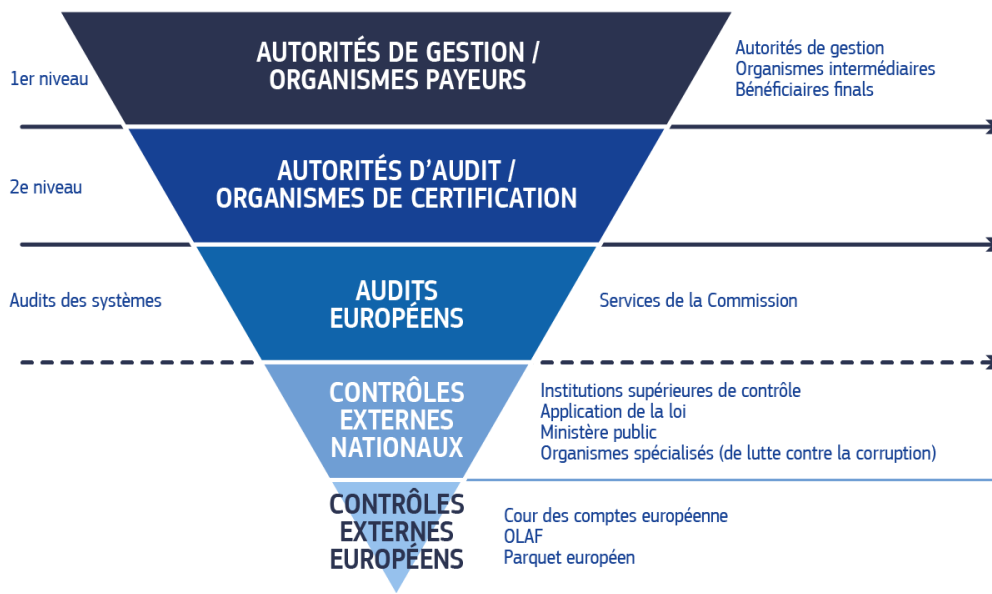 AUTORITÉS DE GESTION /
ORGANISMES PAYEURS
1er niveau
Autorités de gestion
Organismes intermédiaires
Bénéficiaires finals
AUTORITÉS D’AUDIT /
ORGANISMES DE CERTIFICATION
2e niveau
AUDITS
EUROPÉENS
Audits des systèmes
Services de la Commission
CONTRÔLES
EXTERNES
NATIONAUX
Institutions supérieures de contrôle
Application de la loi
Ministère public
Organismes spécialisés (de lutte contre la corruption)
CONTRÔLES
EXTERNES
EUROPÉENS
Cour des comptes européenne
OLAF
Parquet européen